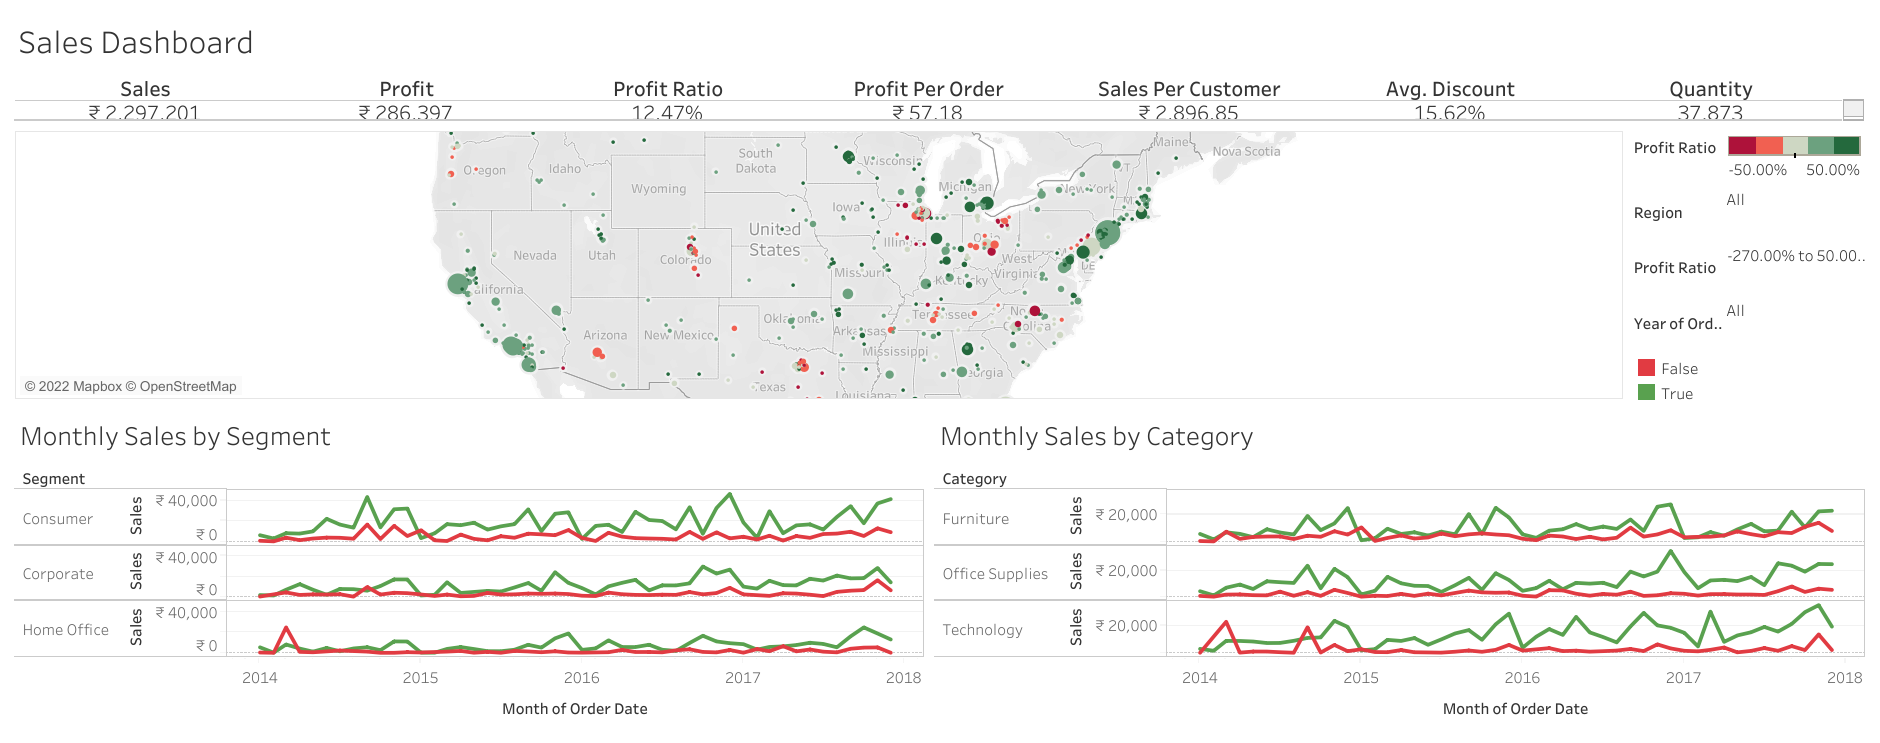 Sales Dashboard
Sales Profit Profit Ratio Profit Per Order Sales Per Customer Avg. Discount Quantity
₹ 2,297,201 ₹ 286,397 12.47% ₹ 57.18 ₹ 2,896.85 15.62% 37,873
Maine
Nova Scotia
South Dakota
Wisconsin
Idaho
Wyoming
Michigan
New York
Iowa
United States
Nevada
Utah
Colorado
Missouri
West Virginia
DE
Kentucky
Arizona
New Mexico
Oklahoma
Arkansas
Tennessee
Carolina
Mississippi
Texas
Louisiana
© 2022 Mapbox © OpenStreetMap
Profit Ratio
-50.00% 50.00%
Region
All
Profit Ratio
-270.00% to 50.00..
Year of Ord..
All
False
True
Monthly Sales by Segment
Segment
Consumer Sales ₹ 40,000 ₹ 0
Corporate Sales ₹ 40,000 ₹ 0
Home Office Sales ₹ 40,000 ₹ 0
2014 2015 2016 2017 2018
Month of Order Date
Monthly Sales by Category
Category
Furniture Sales ₹ 20,000
Office Supplies Sales ₹ 20,000
Technology Sales ₹ 20,000
2014 2015 2016 2017 2018
Month of Order Date